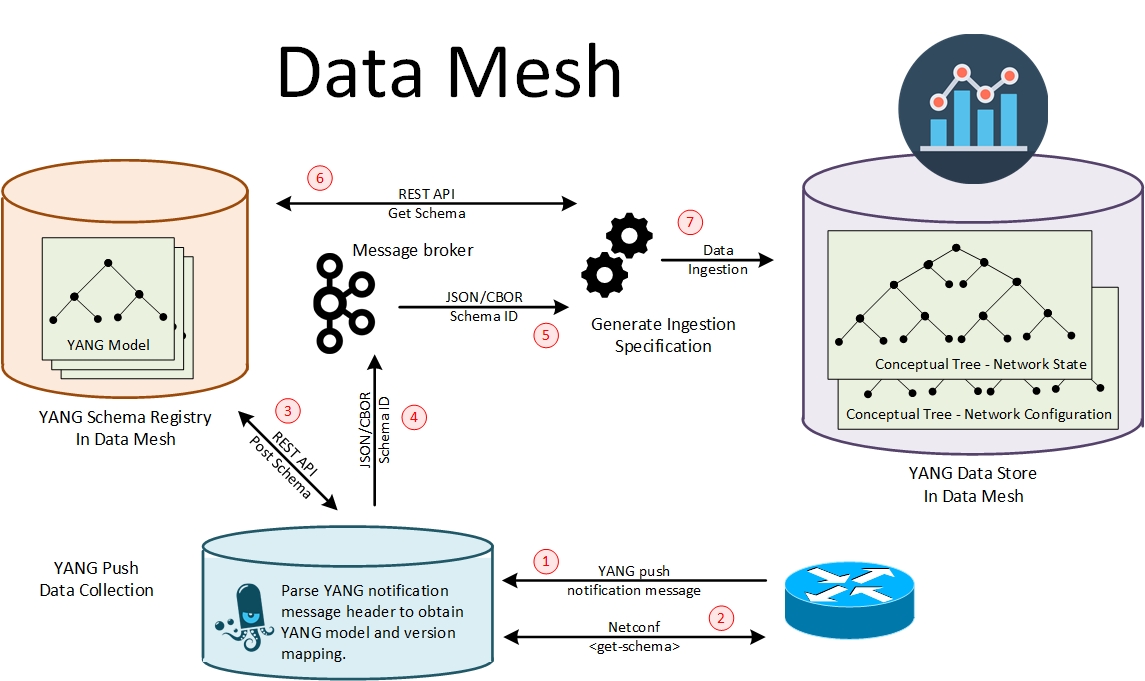 Data Mesh
6
REST API
Get Schema
7
Data
Ingestion
Message broker
JSON/CBOR
Schema ID
5
Generate Ingestion
Specification
YANG Model
YANG Schema Registry
In Data Mesh
Conceptual Tree - Network State
Conceptual Tree - Network Configuration
YANG Data Store
In Data Mesh
3
REST API
Post Schema
4
JSON/CBOR
Schema ID
YANG Push
Data Collection
Parse YANG notification
message header to obtain
YANG model and version
mapping.
1
YANG push
notification message
2
Netconf
<get-schema>